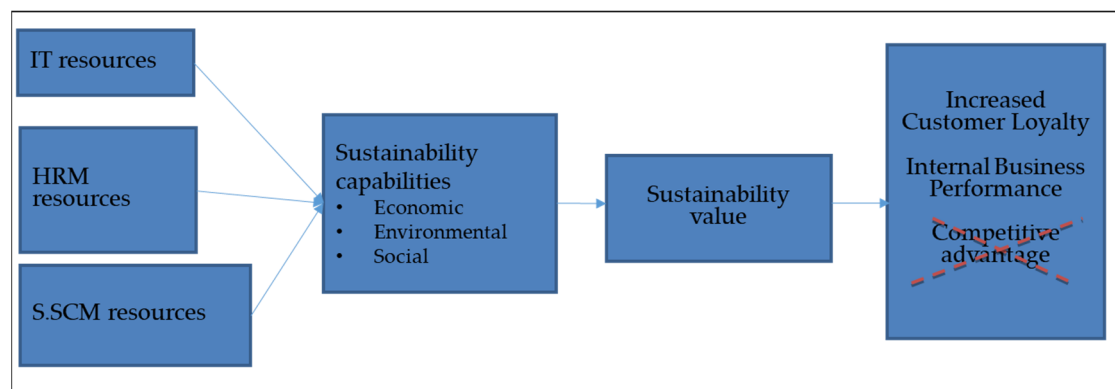 IT resources
HRM
resources
S.SCM resources
Sustainability
capabilities
• Economic
• Environmental
• Social
Sustainability
value
Increased
Customer Loyalty
Internal Business
Performance
Competitive
advantage